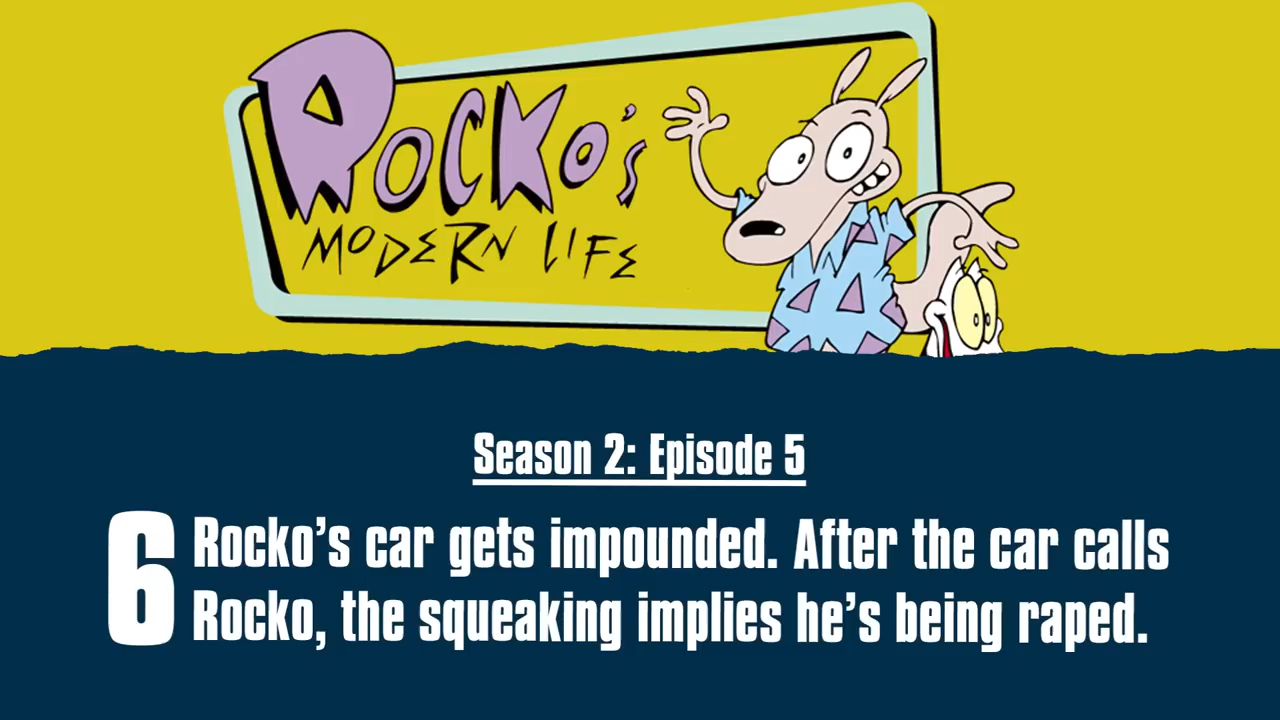 ROCKO's
MODERN LIFE
Season 2: Episode 5
6 Rocko’s car gets impounded. After the car calls
Rocko, the squeaking implies he’s being raped.